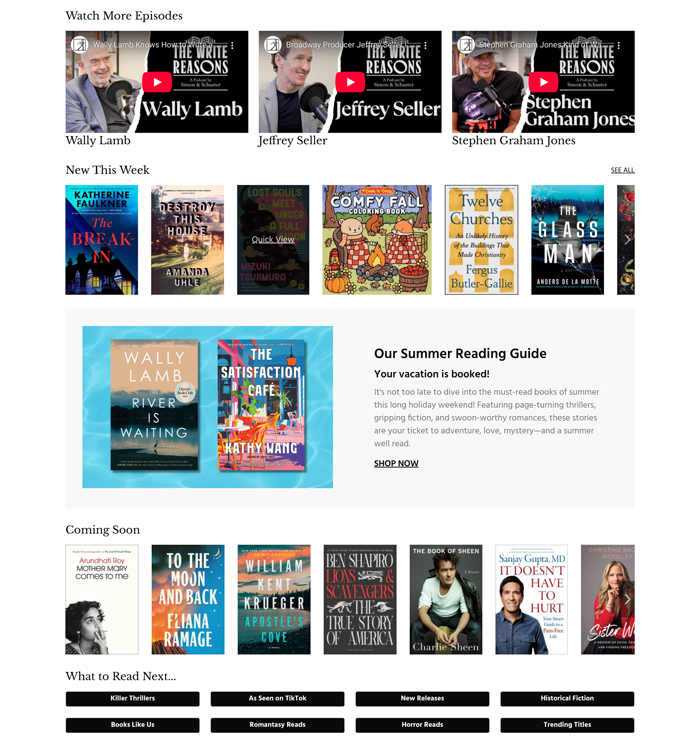 Watch More Episodes
Wally Lamb Knows How to Write a
THE WRITE
REASONS
A Podcast by
Simon & Schuster
Wally Lamb
Broadway Producer Jeffrey Seller
THE WRITE
REASONS
A Podcast by
Simon & Schuster
Jeffrey Seller
Stephen Graham Jones Kind of Wa
THE WRITE
REASONS
A Podcast by
Simon & Schuster
Stephen
Graham Jones
Wally Lamb
Jeffrey Seller
Stephen Graham Jones
New This Week
SEE ALL
KATHERINE
FAULKNER
The
BREAK-
IN
DESTROY
THIS
HOUSE
AMANDA
UHLE
LOST SOULS
MEET
UNDER
A FULL
Quick View
MIZUKI
TSUJIMURA
COMFY FALL
COLORING BOOK
Twelve
Churches
An Unlikely History
of the Buildings That
Made Christianity
Fergus
Butler-Gallie
THE
GLASS
MAN
ANDERS DE LA MOTTE
WALLY
LAMB
THE
RIVER
IS
WAITING
THE
SATISFACTION
CAFÉ
KATHY WANG
Our Summer Reading Guide
Your vacation is booked!
It's not too late to dive into the must-read books of summer
this long holiday weekend! Featuring page-turning thrillers,
gripping fiction, and swoon-worthy romances, these stories
are your ticket to adventure, love, mystery—and a summer
well read.
SHOP NOW
Coming Soon
Arundhati Roy
MOTHER MARY
comes to me
TO THE
MOON
AND BACK
ELIANA
RAMAGE
WILLIAM
KENT
KRUEGER
APOSTLE'S
COVE
BEN SHAPIRO
LIONS &
SCAVENGERS
THE
TRUE STORY
OF AMERICA
THE BOOK OF SHEEN
A Memoir
Charlie Sheen
Sanjay Gupta, MD
IT DOESN'T
HAVE
TO
HURT
Your Smart
Guide to a
Pain-Free
Life
Sister W
What to Read Next...
Killer Thrillers
As Seen on TikTok
New Releases
Historical Fiction
Books Like Us
Romantasy Reads
Horror Reads
Trending Titles